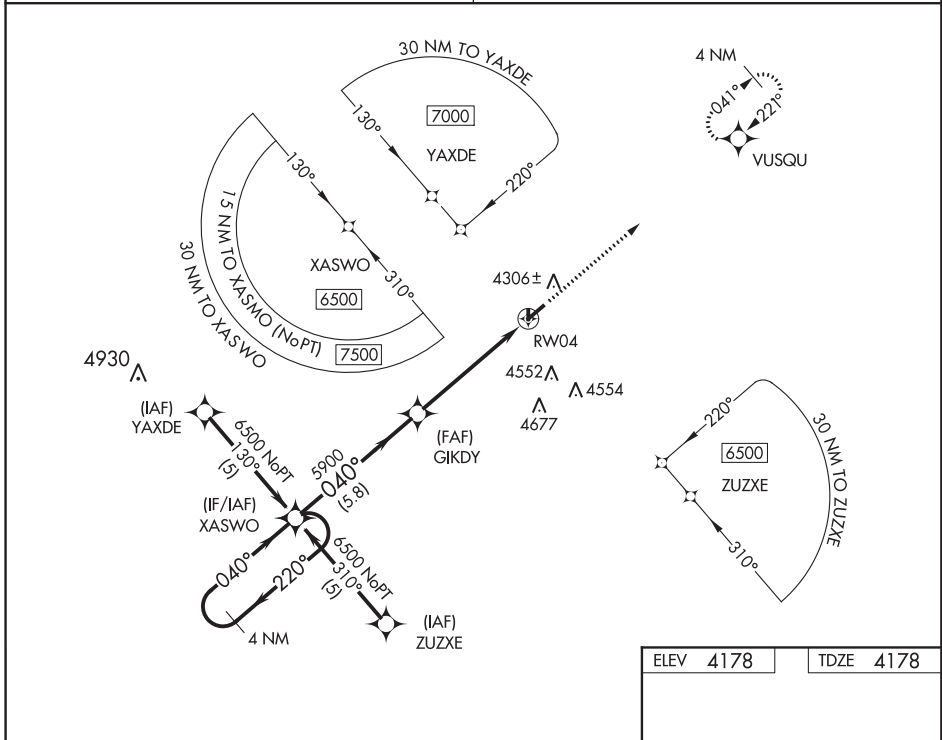 30 NM TO YAXDE
130°
7000
YAXDE
220°
4 NM
041°
221°
VUSQU
130°
15 NM TO XASMO (NoPT)
30 NM TO XASWO
XASWO
310°
6500
7500
4306±
RW04
4552
4554
4677
4930
(IAF)
YAXDE
6500 NoPT
130°
(5)
(FAF)
GIKDY
5900
040°
(5.8)
(IF/IAF)
XASWO
040°
220°
4 NM
6500 NoPT
310°
(5)
(IAF)
ZUZXE
220°
6500
ZUZXE
30 NM TO ZUZXE
310°
ELEV 4178
TDZE 4178